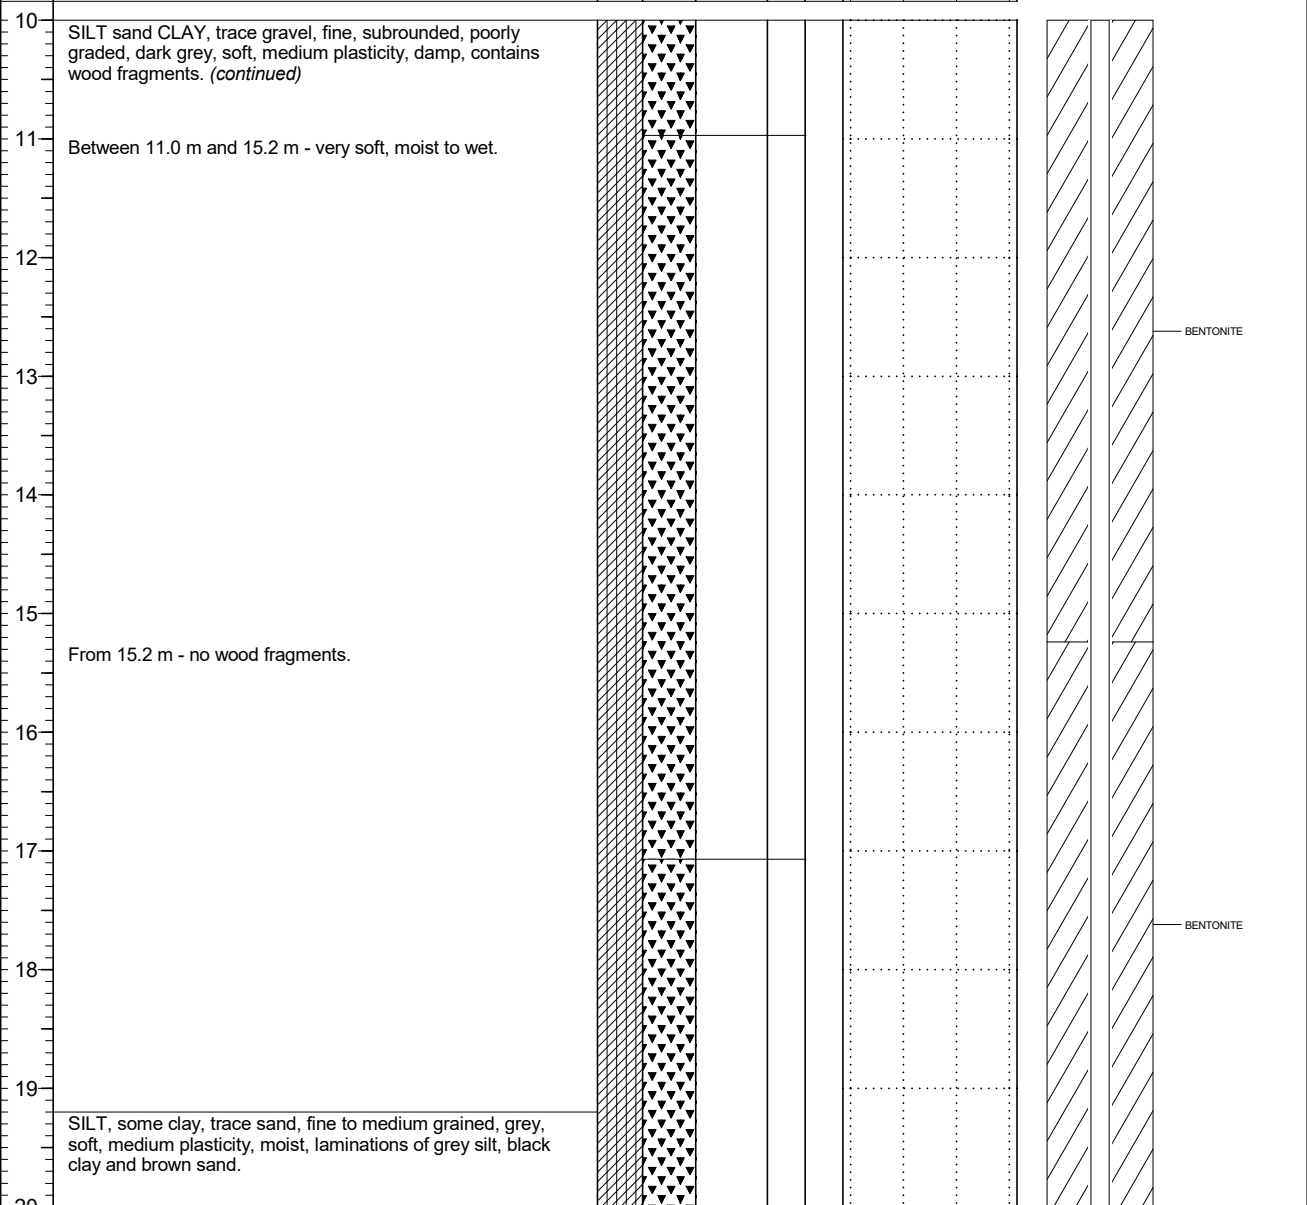 10
SILT sand CLAY, trace gravel, fine, subrounded, poorly
graded, dark grey, soft, medium plasticity, damp, contains
wood fragments. (continued)
11
Between 11.0 m and 15.2 m - very soft, moist to wet.
12
BENTONITE
13
14
15
From 15.2 m - no wood fragments.
16
17
BENTONITE
18
19
SILT, some clay, trace sand, fine to medium grained, grey,
soft, medium plasticity, moist, laminations of grey silt, black
clay and brown sand.
20